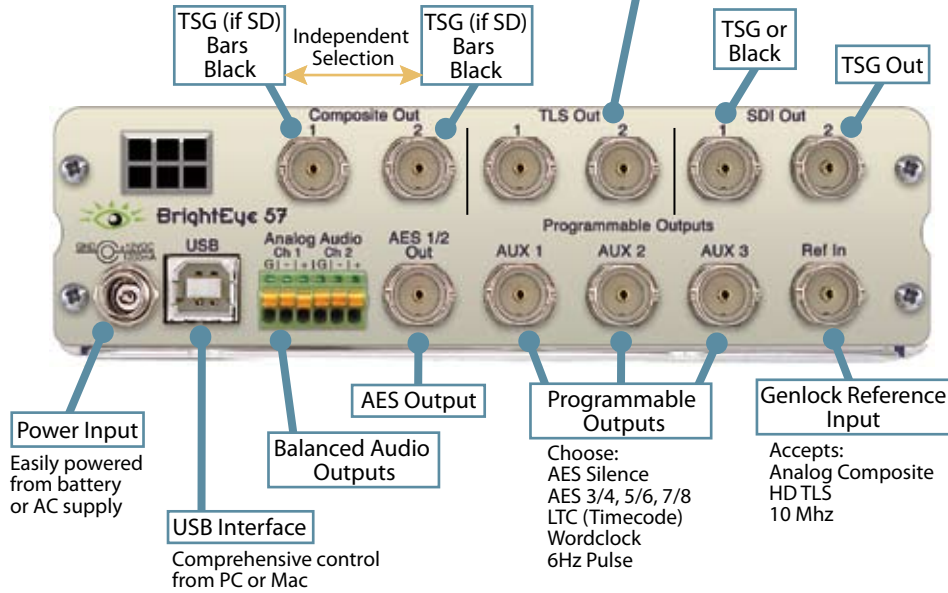 TSG (if SD)
Bars
Black
Independent
Selection
TSG (if SD)
Bars
Black
TSG or
Black
TSG Out
Composite Out
1
2
TLS Out
1
2
SDI Out
1
2
BrightEye 57
GND
+12VDC
USB
Analog Audio
Ch 1
Ch 2
G|-|+|G|-|+
AES 1/2
Out
Programmable Outputs
AUX 1
AUX 2
AUX 3
Ref In
Power Input
Easily powered
from battery
or AC supply
USB Interface
Comprehensive control
from PC or Mac
Balanced Audio
Outputs
AES Output
Programmable
Outputs
Choose:
AES Silence
AES 3/4, 5/6, 7/8
LTC (Timecode)
Wordclock
6Hz Pulse
Genlock Reference
Input
Accepts:
Analog Composite
HD TLS
10 Mhz